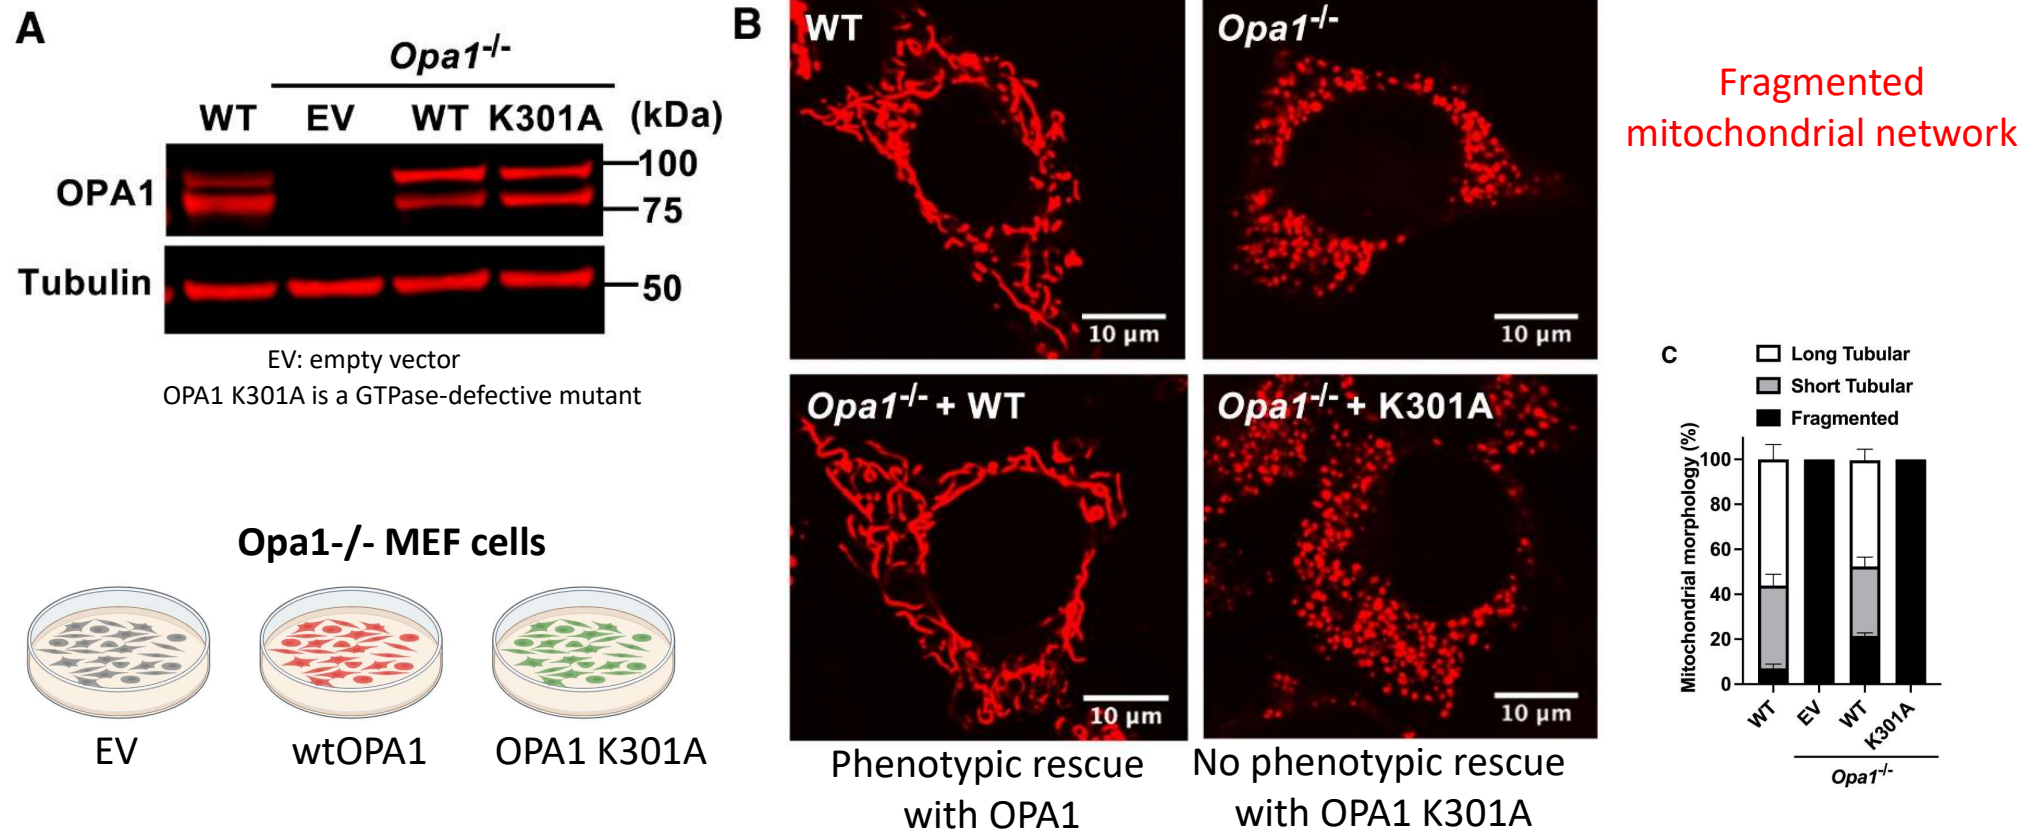 A
Opa1-/-
WT EV WT K301A (kDa)
OPA1
100
75
Tubulin
50
EV: empty vector
OPA1 K301A is a GTPase-defective mutant
Opa1-/- MEF cells
EV wtOPA1 OPA1 K301A
B
WT
Opa1-/-
10 µm
10 µm
Opa1-/- + WT
Opa1-/- + K301A
10 µm
10 µm
Phenotypic rescue
with OPA1
No phenotypic rescue
with OPA1 K301A
Fragmented
mitochondrial network
C
Long Tubular
Short Tubular
Fragmented
Mitochondrial morphology (%)
100
80
60
40
20
0
WT EV WT K301A
Opa1-/-